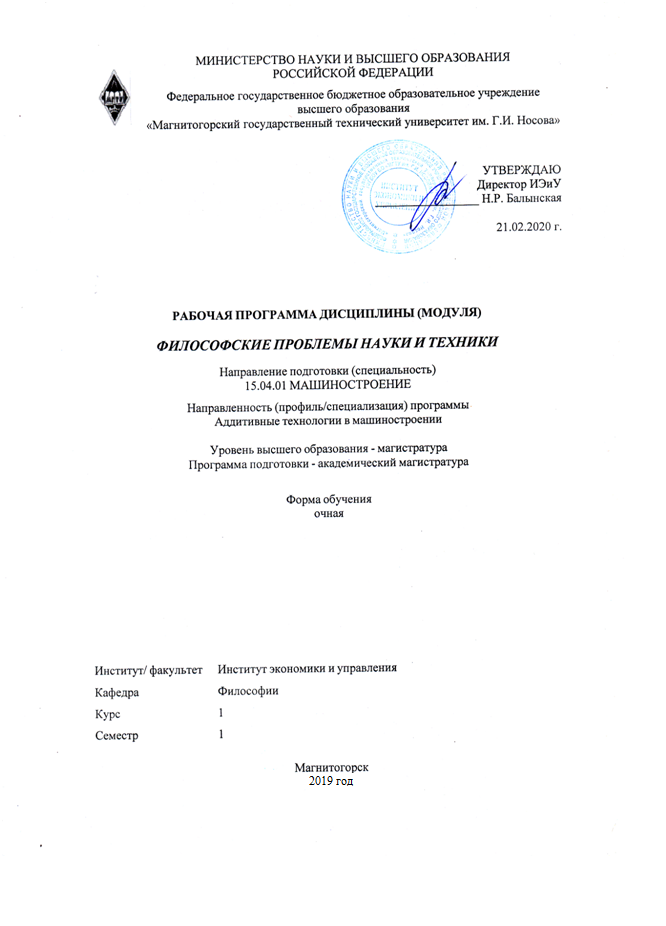 МИНИСТЕРСТВО НАУКИ И ВЫСШЕГО ОБРАЗОВАНИЯ
РОССИЙСКОЙ ФЕДЕРАЦИИ
Федеральное государственное бюджетное образовательное учреждение
высшего образования
«Магнитогорский государственный технический университет им. Г.И. Носова»
УТВЕРЖДАЮ
Директор ИЭиУ
Н.Р. Балынская
21.02.2020 г.
РАБОЧАЯ ПРОГРАММА ДИСЦИПЛИНЫ (МОДУЛЯ)
ФИЛОСОФСКИЕ ПРОБЛЕМЫ НАУКИ И ТЕХНИКИ
Направление подготовки (специальность)
15.04.01 МАШИНОСТРОЕНИЕ
Направленность (профиль/специализация) программы
Аддитивные технологии в машиностроении
Уровень высшего образования - магистратура
Программа подготовки - академический магистратура
Форма обучения
очная
Институт/ факультет Институт экономики и управления
Кафедра Философии
Курс 1
Семестр 1
Магнитогорск
2019 год